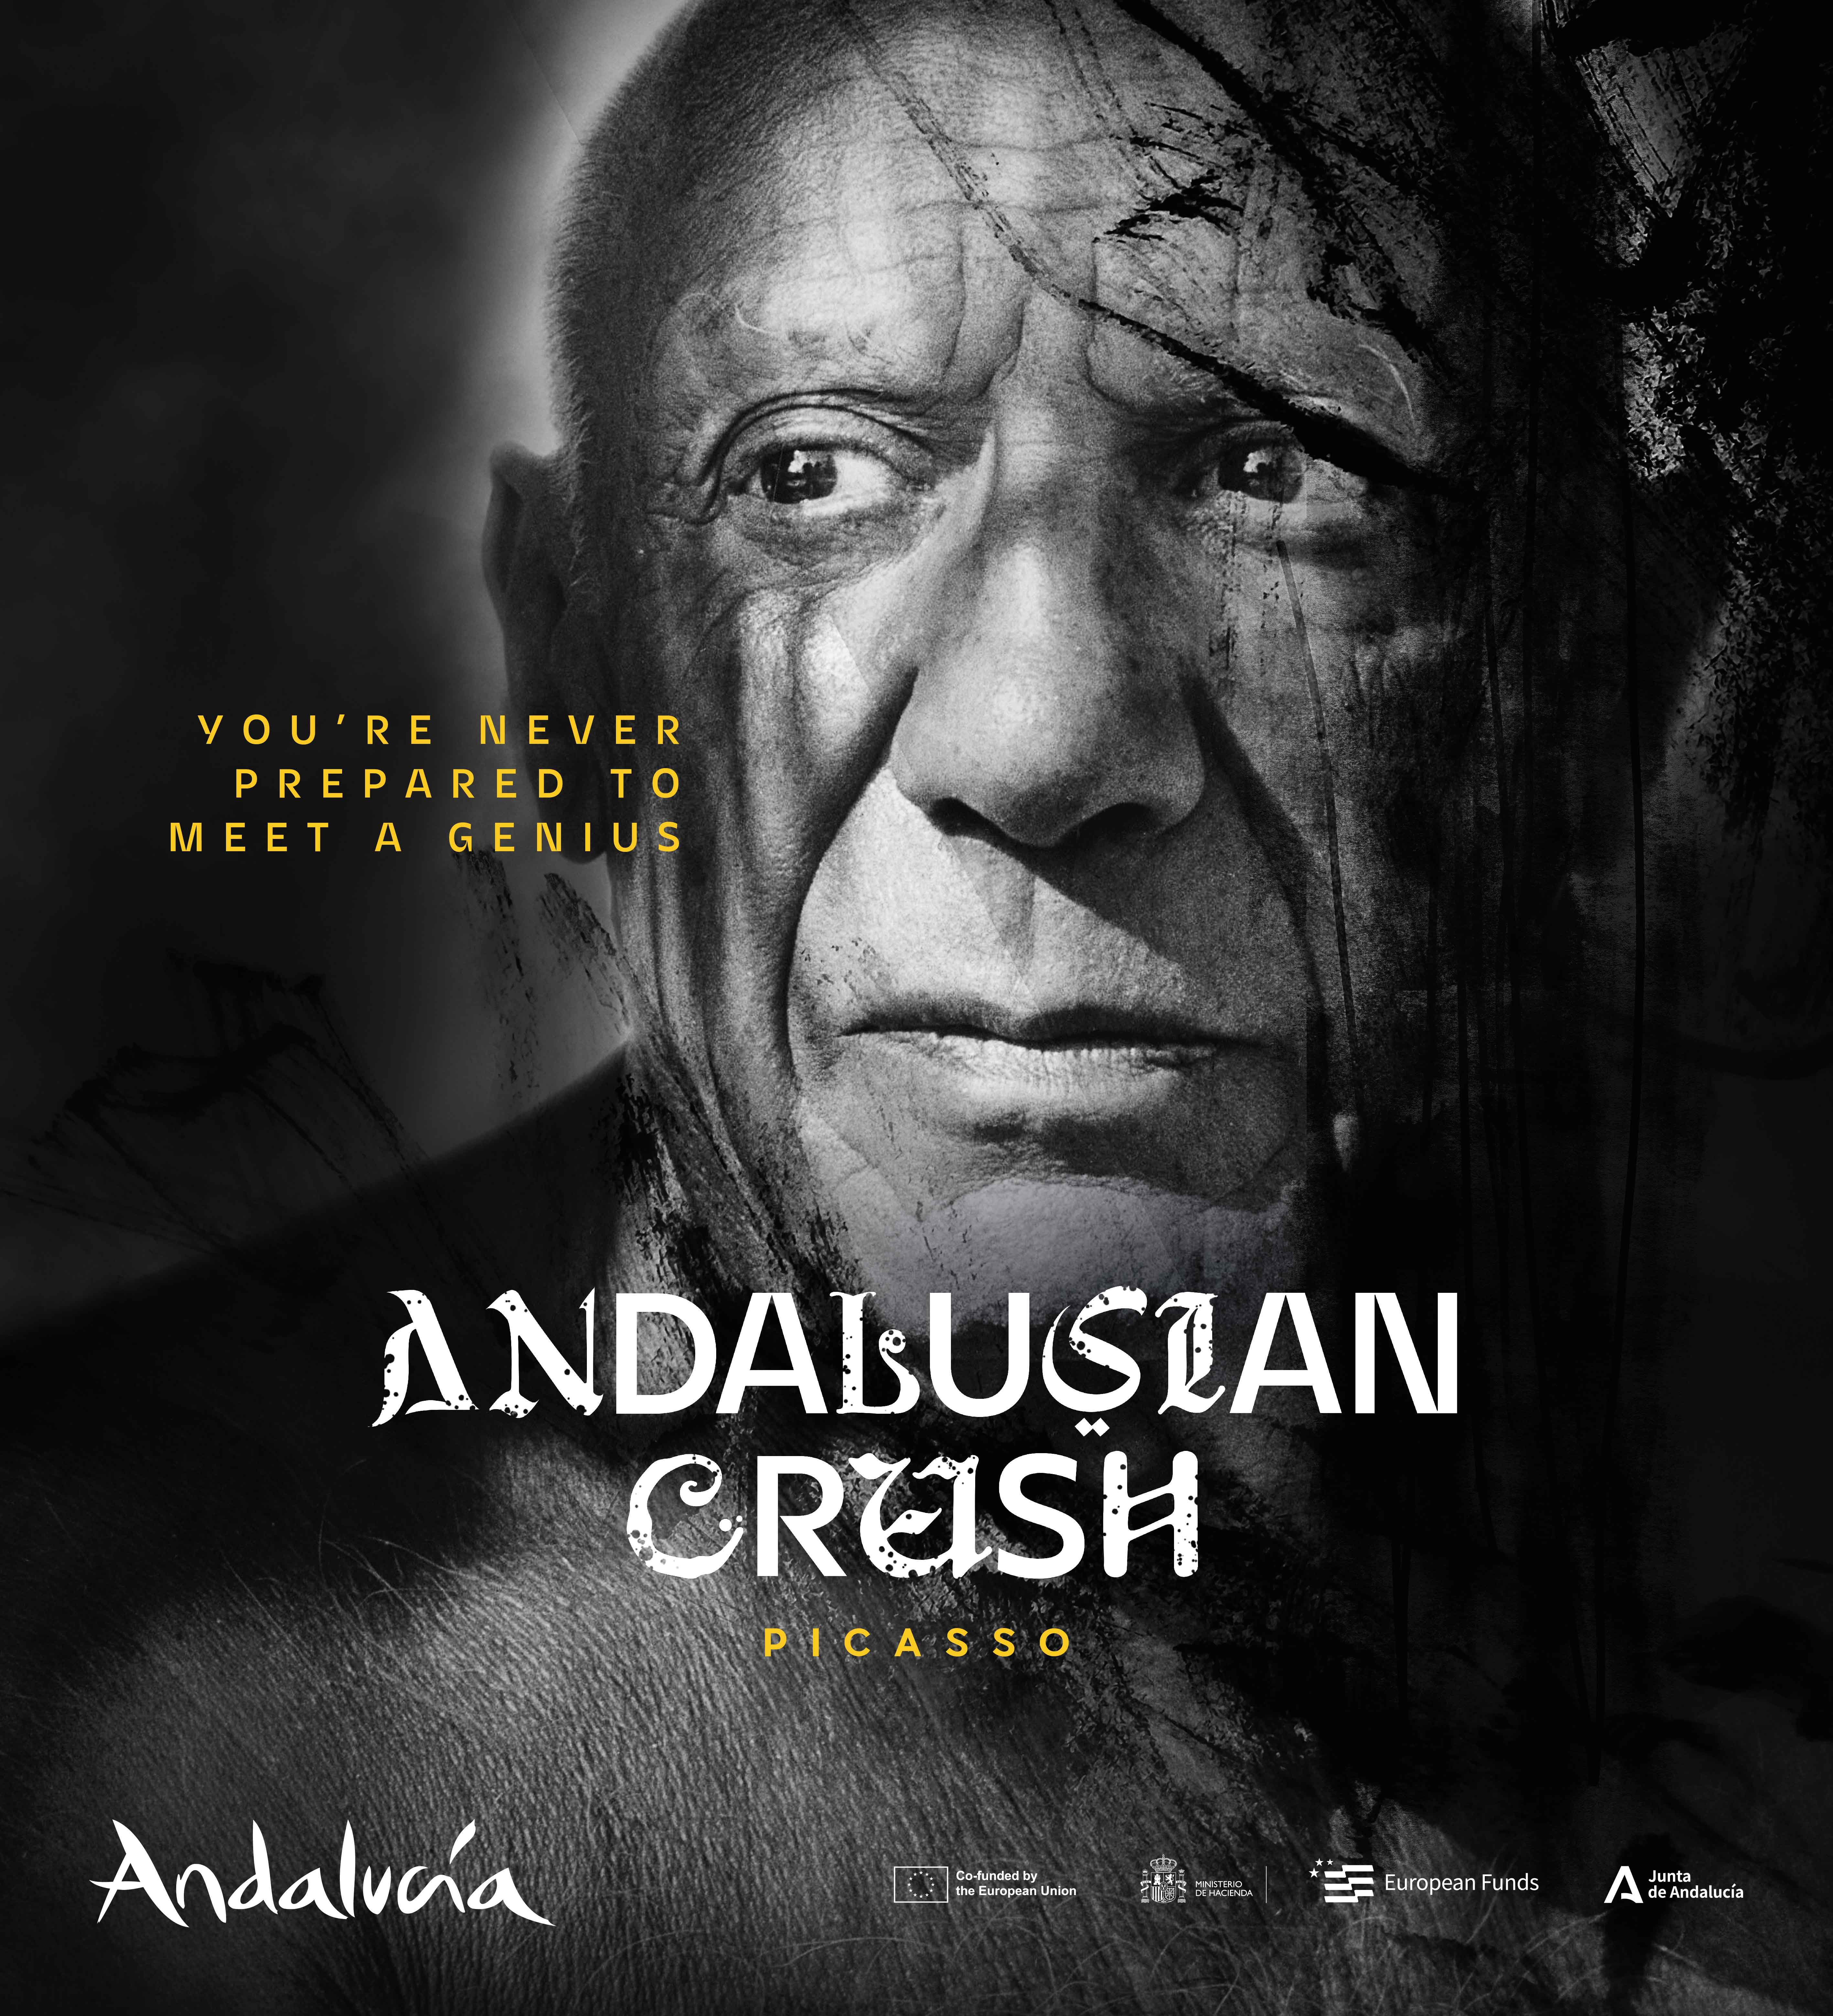 YOU’RE NEVER
PREPARED TO
MEET A GENIUS
ANDALUSIAN
CRUSH
PICASSO
Andalucía
Co-funded by
the European Union
MINISTERIO
DE HACIENDA
European Funds
Junta
de Andalucía